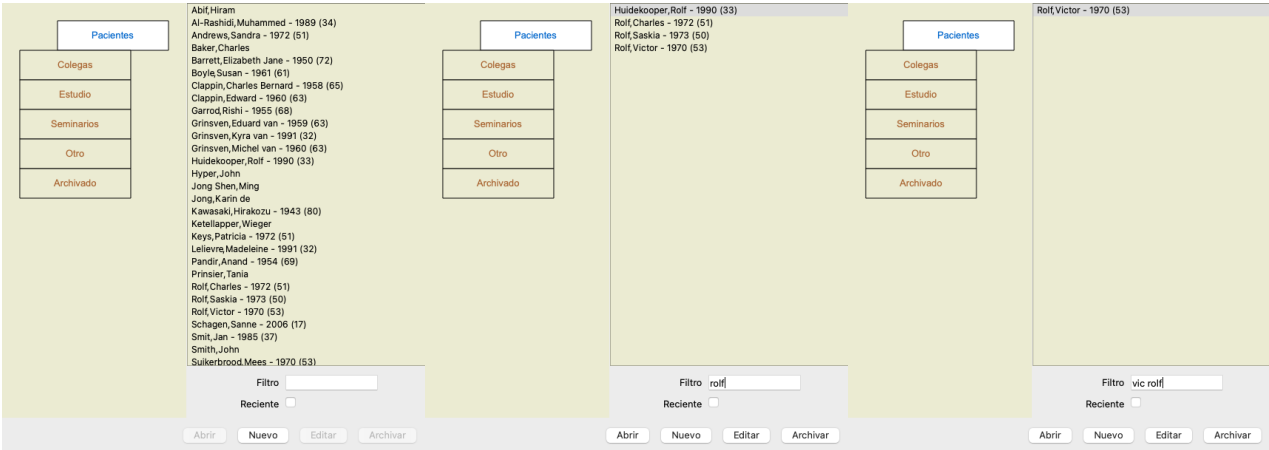 Pacientes
Colegas
Estudio
Seminarios
Otro
Archivado
Abif,Hiram
Al-Rashidi,Muhammed - 1989 (34)
Andrews,Sandra - 1972 (51)
Baker,Charles
Barrett,Elizabeth Jane - 1950 (72)
Boyle,Susan - 1961 (61)
Clappin,Charles Bernard - 1958 (65)
Clappin,Edward - 1960 (63)
Garrod,Rishi - 1955 (68)
Grinsven,Eduard van - 1959 (63)
Grinsven,Kyra van - 1991 (32)
Grinsven,Michel van - 1960 (63)
Huidekooper,Rolf - 1990 (33)
Hyper,John
Jong Shen,Ming
Jong,Karin de
Kawasaki,Hirakozu - 1943 (80)
Ketellapper,Wieger
Keys,Patricia - 1972 (51)
Lelievre,Madeleine - 1991 (32)
Pandir,Anand - 1954 (69)
Prinsier,Tania
Rolf,Charles - 1972 (51)
Rolf,Saskia - 1973 (50)
Rolf,Victor - 1970 (53)
Schagen,Sanne - 2006 (17)
Smit,Jan - 1985 (37)
Smith,John
Suikerbrood,Mees - 1970 (53)
Filtro
Reciente
Abrir Nuevo Editar Archivar
Pacientes
Colegas
Estudio
Seminarios
Otro
Archivado
Huidekooper,Rolf - 1990 (33)
Rolf,Charles - 1972 (51)
Rolf,Saskia - 1973 (50)
Rolf,Victor - 1970 (53)
Filtro rolf
Reciente
Abrir Nuevo Editar Archivar
Pacientes
Colegas
Estudio
Seminarios
Otro
Archivado
Rolf,Victor - 1970 (53)
Filtro vic rolf
Reciente
Abrir Nuevo Editar Archivar